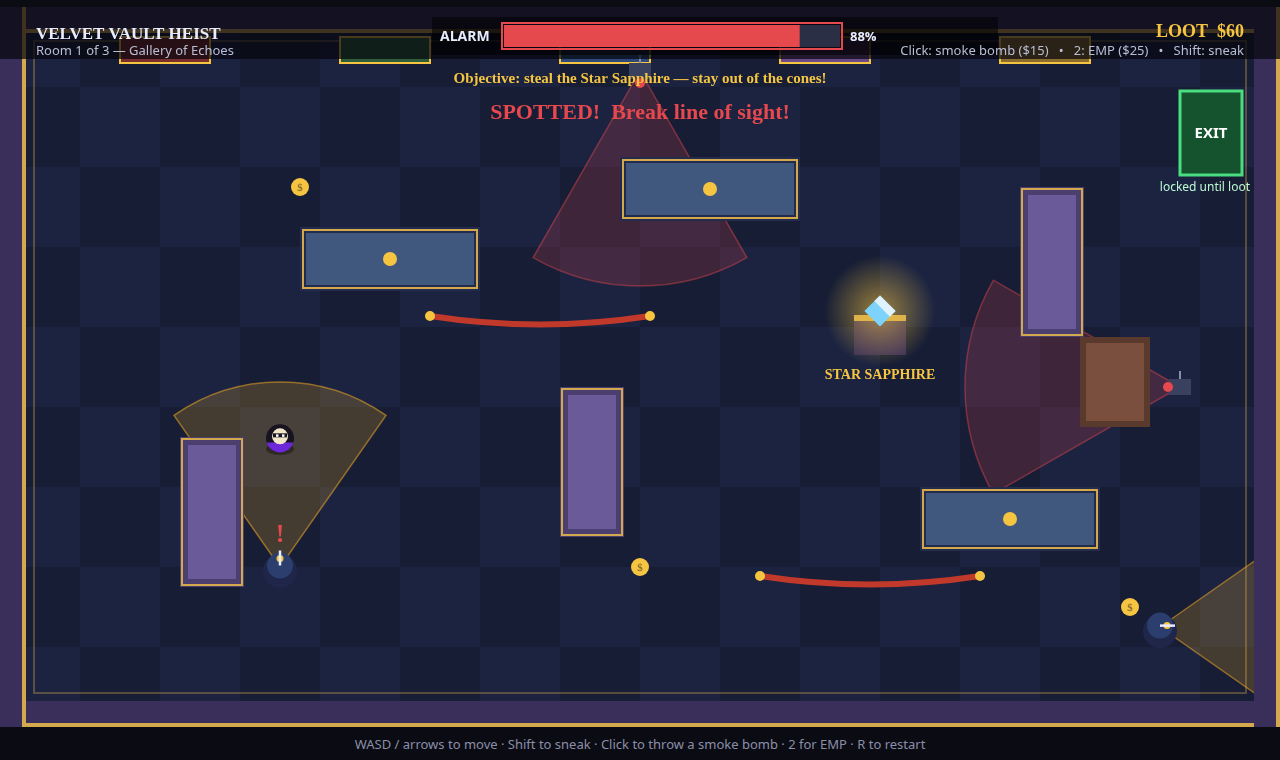 VELVET VAULT HEIST
Room 1 of 3 — Gallery of Echoes
ALARM
88%
LOOT $60
Click: smoke bomb ($15) • 2: EMP ($25) • Shift: sneak
Objective: steal the Star Sapphire — stay out of the cones!
SPOTTED! Break line of sight!
EXIT
locked until loot
$
STAR SAPPHIRE
!
$
$
WASD / arrows to move · Shift to sneak · Click to throw a smoke bomb · 2 for EMP · R to restart